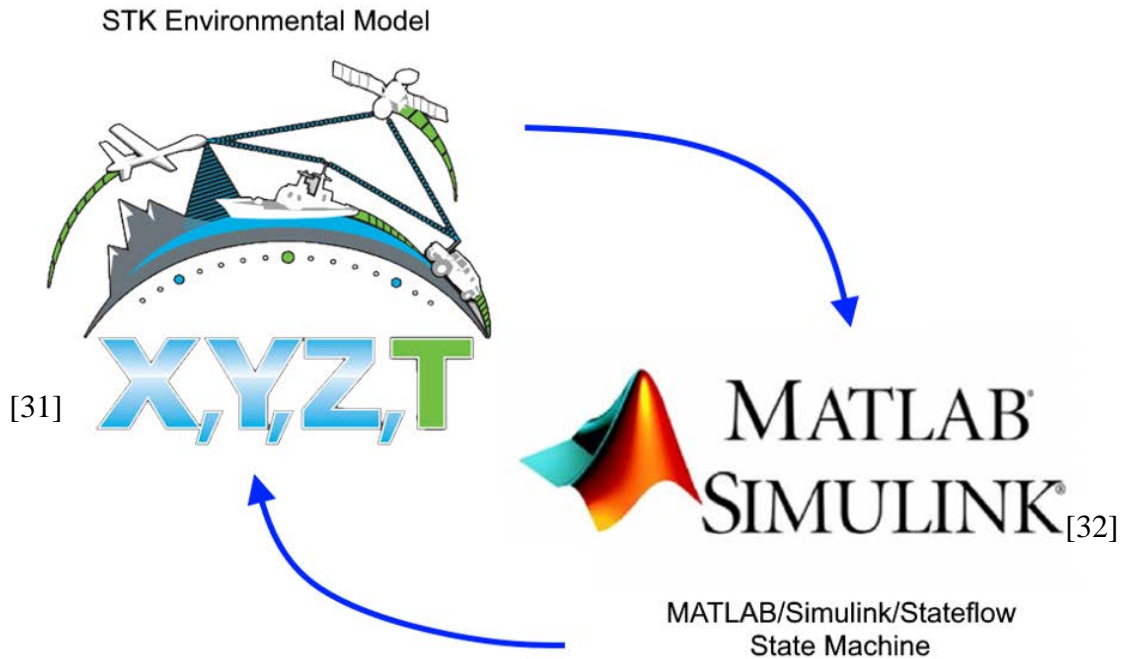 STK Environmental Model
[31]
X,Y,Z,T
MATLAB®
SIMULINK®
[32]
MATLAB/Simulink/Stateflow
State Machine